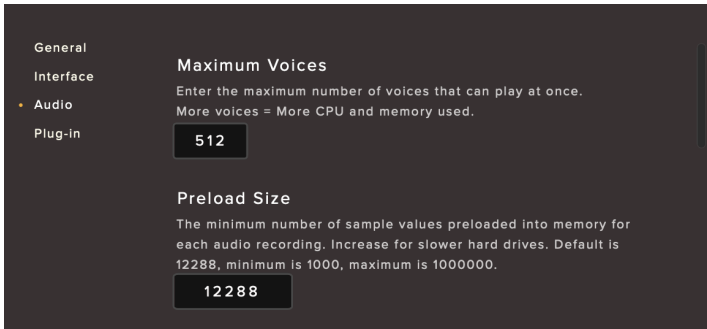 General
Interface
Audio
Plug-in
Maximum Voices
Enter the maximum number of voices that can play at once.
More voices = More CPU and memory used.
512
Preload Size
The minimum number of sample values preloaded into memory for
each audio recording. Increase for slower hard drives. Default is
12288, minimum is 1000, maximum is 1000000.
12288